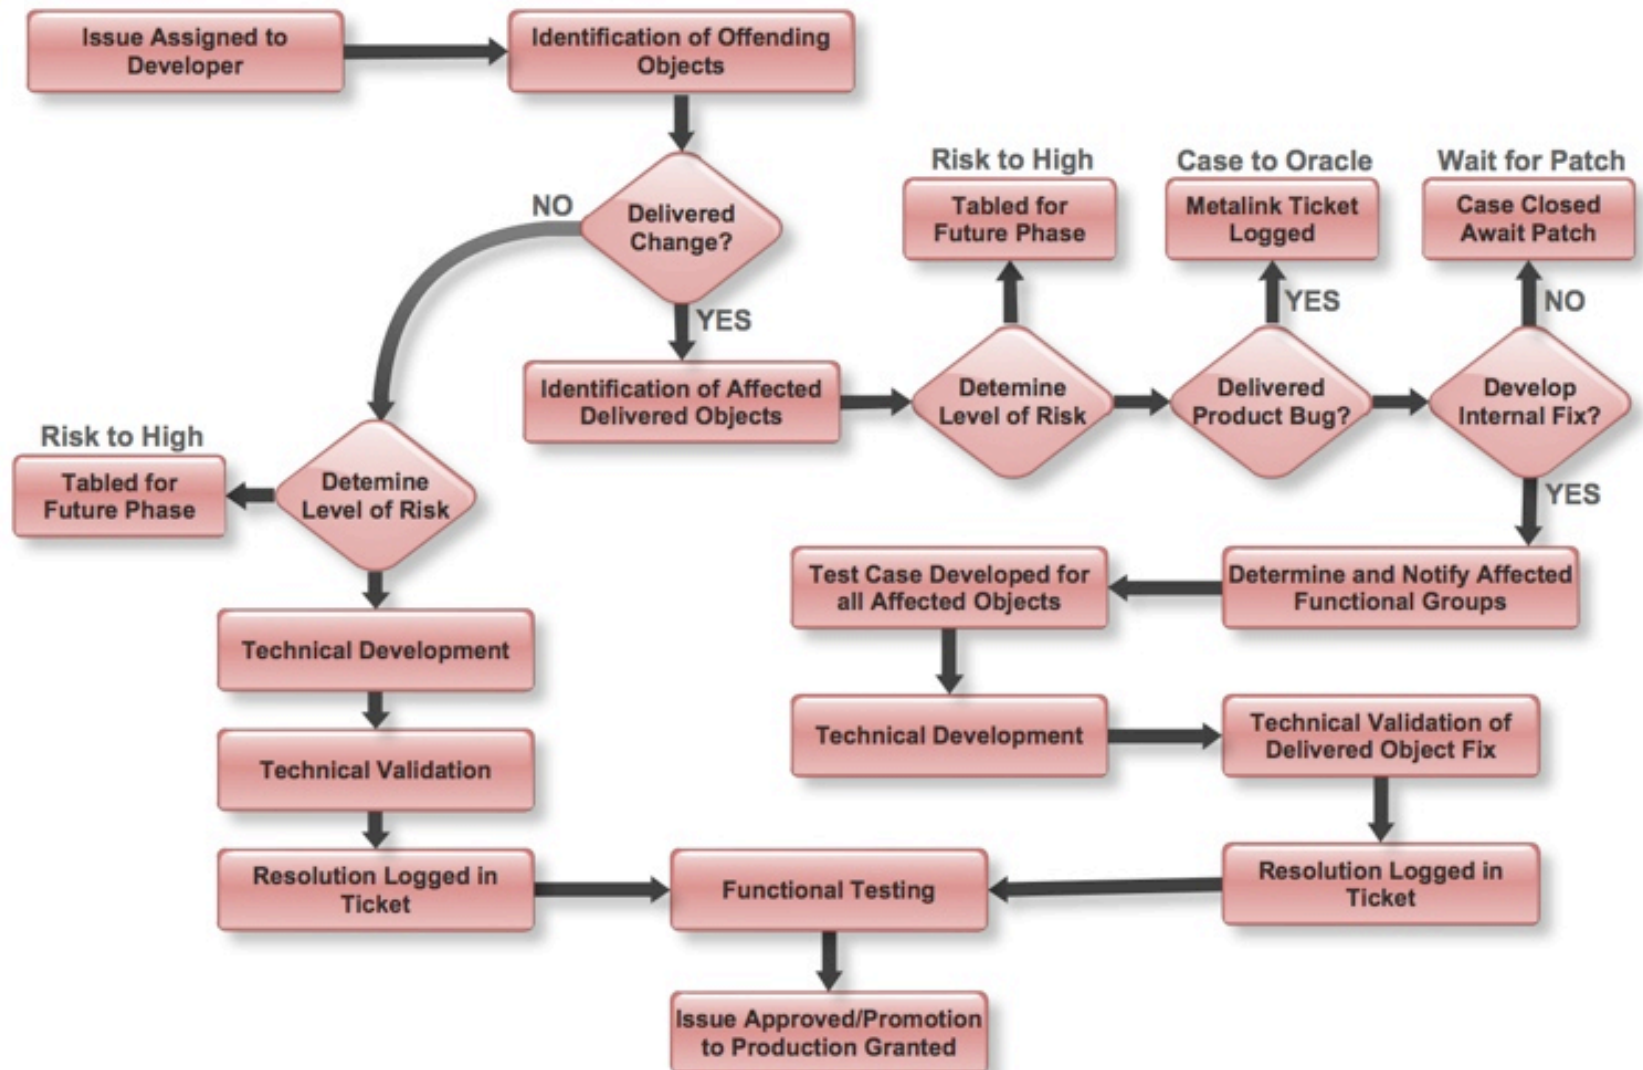 Issue Assigned to
Developer
Identification of Offending
Objects
Delivered
Change?
NO
YES
Risk to High
Tabled for
Future Phase
Case to Oracle
Metalink Ticket
Logged
Wait for Patch
Case Closed
Await Patch
YES
NO
Identification of Affected
Delivered Objects
Detemine
Level of Risk
Delivered
Product Bug?
Develop
Internal Fix?
YES
Risk to High
Tabled for
Future Phase
Detemine
Level of Risk
Test Case Developed for
all Affected Objects
Determine and Notify Affected
Functional Groups
Technical Development
Technical Development
Technical Validation of
Delivered Object Fix
Technical Validation
Resolution Logged in
Ticket
Functional Testing
Resolution Logged in
Ticket
Issue Approved/Promotion
to Production Granted